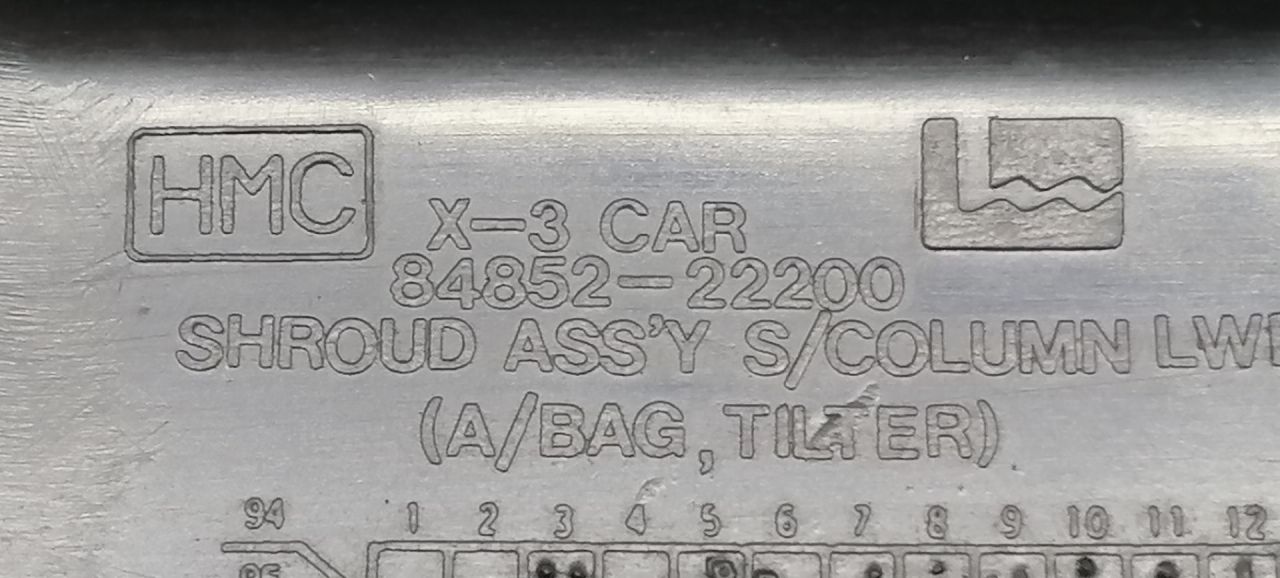 HMC
X-3 CAR
84852-22200
SHROUD ASS'Y S/COLUMN LW
(A/BAG, TILTER)
94 1 2 3 4 5 6 7 8 9 10 11 12